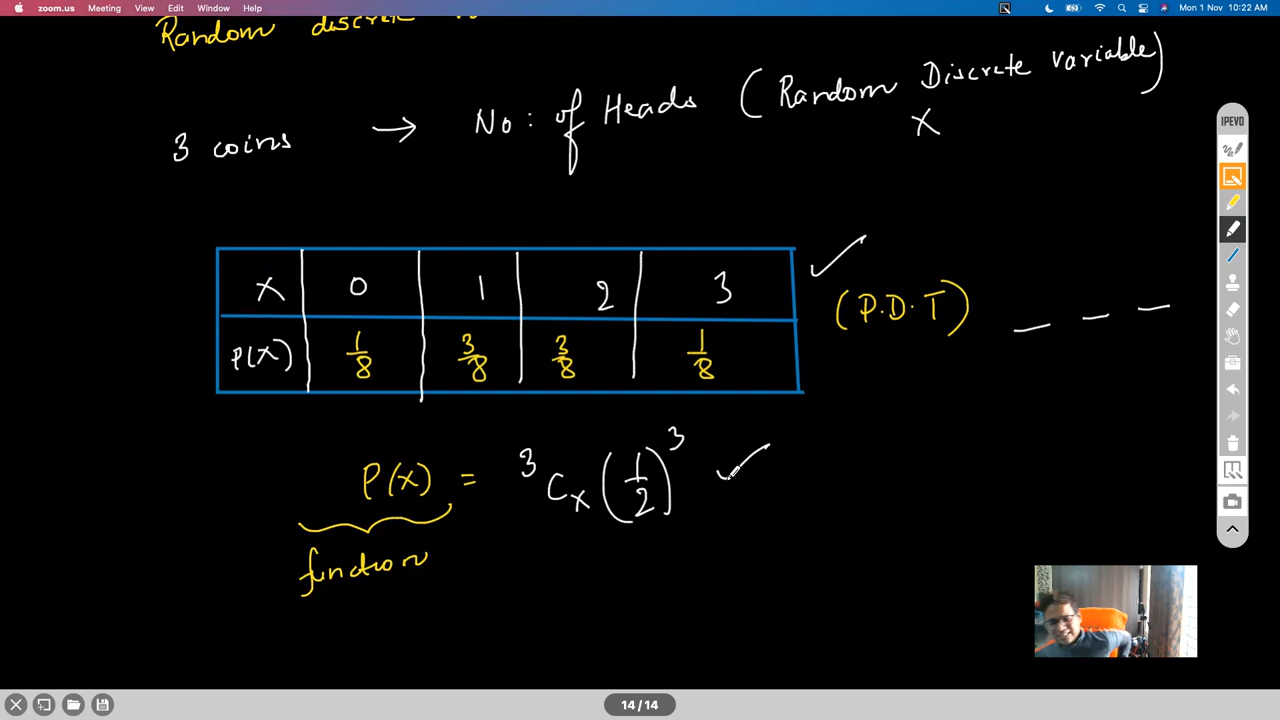 zoom.us Meeting View Edit Window Help Mon 1 Nov 10:22 AM
Random discrete
3 coins → No: of Heads (Random Discrete variable)
X
IPEVO
X 0 1 2 3
(P.D.T) — — —
P(X) 1/8 3/8 3/8 1/8
P(X) = ³Cₓ (1/2)³
function
14/14